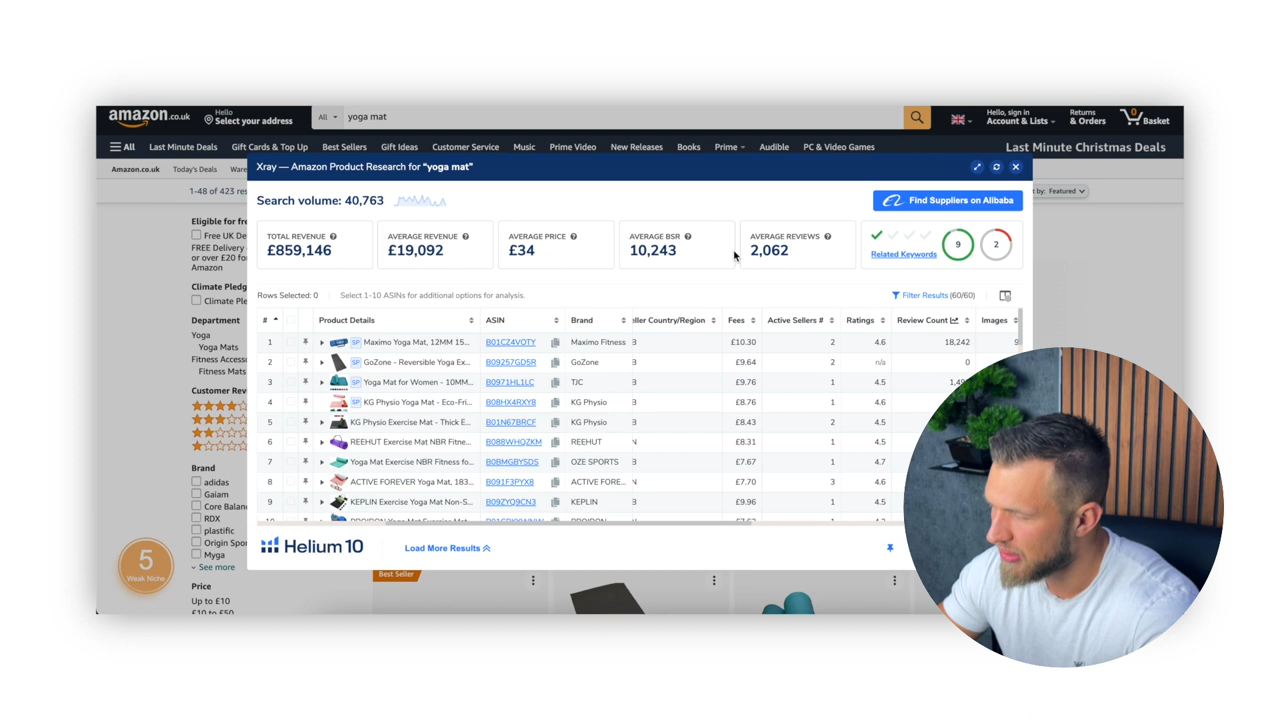 amazon.co.uk
Hello
Select your address
All
yoga mat
Hello, sign in
Account & Lists
Returns
& Orders
0
Basket
All
Last Minute Deals
Gift Cards & Top Up
Best Sellers
Gift Ideas
Customer Service
Music
Prime Video
New Releases
Books
Prime
Audible
PC & Video Games
Last Minute Christmas Deals
Amazon.co.uk
Today's Deals
Xray — Amazon Product Research for "yoga mat"
1-48 of 423
by: Featured
Search volume: 40,763
Find Suppliers on Alibaba
TOTAL REVENUE
£859,146
AVERAGE REVENUE
£19,092
AVERAGE PRICE
£34
AVERAGE BSR
10,243
AVERAGE REVIEWS
2,062
Related Keywords
9
2
Rows Selected: 0
Select 1-10 ASINs for additional options for analysis.
Filter Results (60/60)
# Product Details ASIN Brand Country/Region Fees Active Sellers # Ratings Review Count Images
1 SP Maximo Yoga Mat, 12MM 15... B01CZ4VOTY Maximo Fitness £10.30 2 4.6 18,242 9
2 SP GoZone - Reversible Yoga Ex... B09257GD5R GoZone £9.64 2 n/a 0
3 SP Yoga Mat for Women - 10MM... B0971HL1LC TJC £9.76 1 4.5
4 SP KG Physio Yoga Mat - Eco-Fri... B08HX4RXY8 KG Physio £8.76 1 4.6
5 KG Physio Yoga Mat - Thick E... B01N67BRCF KG Physio £8.43 2 4.5
6 REEHUT Exercise Mat NBR Fitne... B088WHQZKM REEHUT £8.31 1 4.5
7 Yoga Mat Exercise NBR Fitness fo... B0BMGBYSDS OZE SPORTS £7.67 1 4.7
8 ACTIVE FOREVER Yoga Mat, 183... B091F3PYX8 ACTIVE FORE... £7.70 3 4.6
9 KEPLIN Exercise Yoga Mat Non-S... B09ZYQ9CN3 KEPLIN £9.96 1 4.5
Helium 10
Load More Results
Eligible for
Free UK
FREE Delivery
or over £20
Amazon
Climate
Climate
Department
Yoga
Yoga Mats
Fitness
Fitness Mats
Customer
Brand
adidas
Gaiam
Core
RDX
plastific
Origin
Myga
See more
Price
Up to £10
£10 to £50
5
Weak Niche
Best Seller